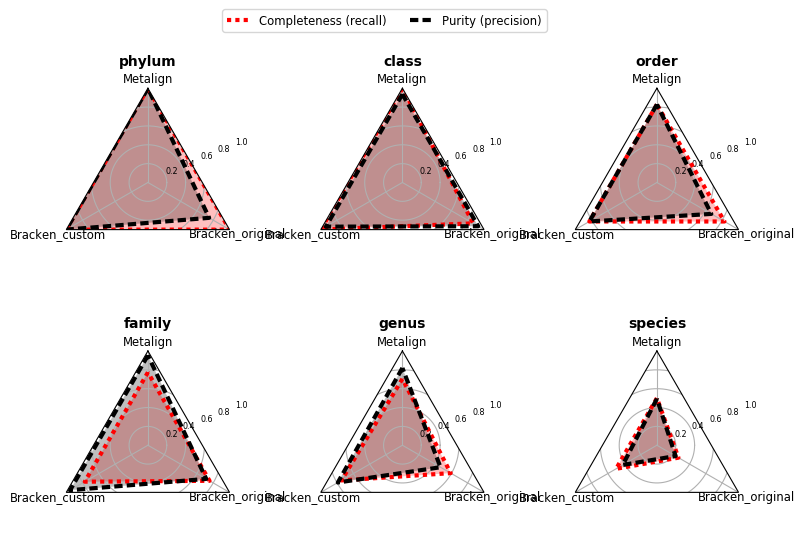 Completeness (recall) Purity (precision)
phylum class order
Metalign Metalign Metalign
0.2 0.4 0.6 0.8 1.0 0.2 0.4 0.6 0.8 1.0 0.2 0.4 0.6 0.8 1.0
Bracken_custom Bracken_original Bracken_custom Bracken_original Bracken_custom Bracken_original
family genus species
Metalign Metalign Metalign
0.2 0.4 0.6 0.8 1.0 0.2 0.4 0.6 0.8 1.0 0.2 0.4 0.6 0.8 1.0
Bracken_custom Bracken_original Bracken_custom Bracken_original Bracken_custom Bracken_original